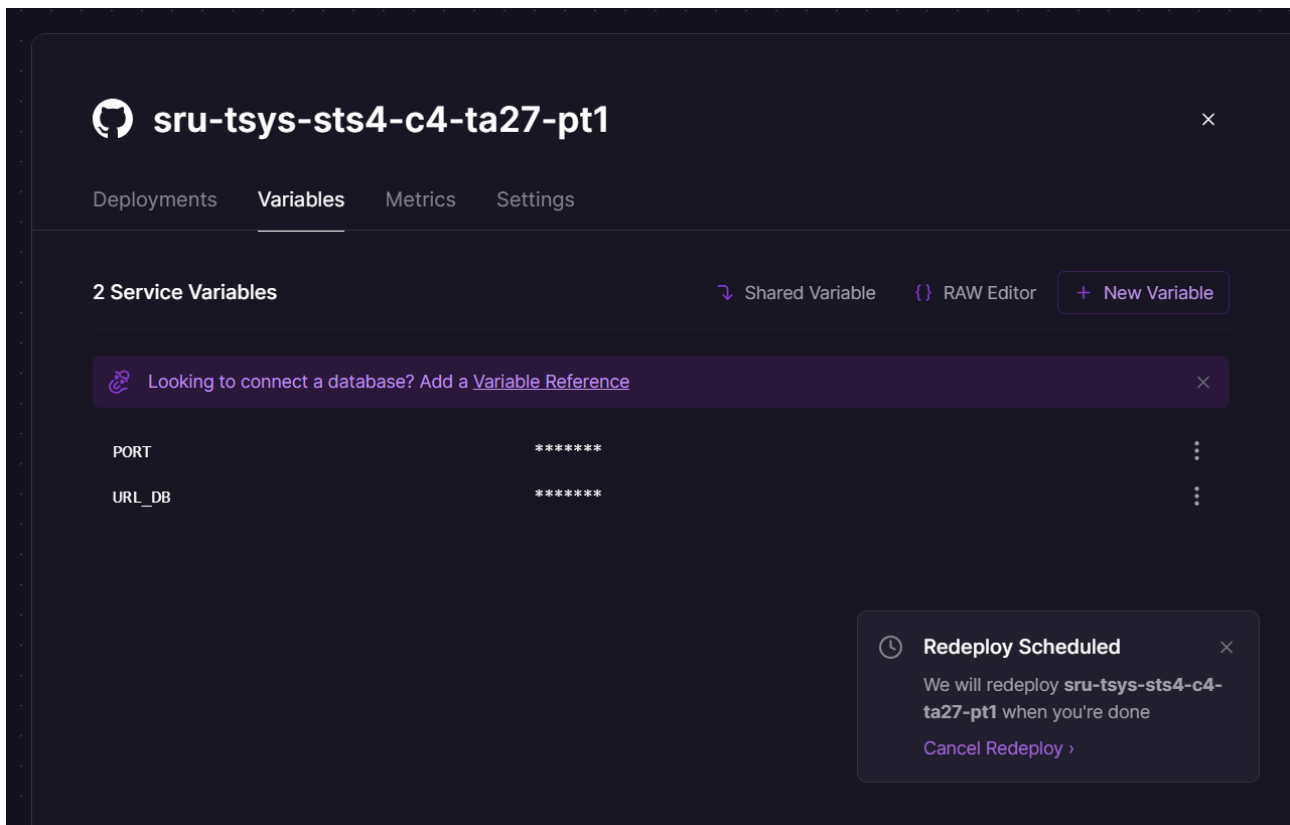 sru-tsys-sts4-c4-ta27-pt1
Deployments Variables Metrics Settings
2 Service Variables Shared Variable {} RAW Editor + New Variable
Looking to connect a database? Add a Variable Reference
PORT *******
URL_DB *******
Redeploy Scheduled
We will redeploy sru-tsys-sts4-c4-
ta27-pt1 when you're done
Cancel Redeploy ›